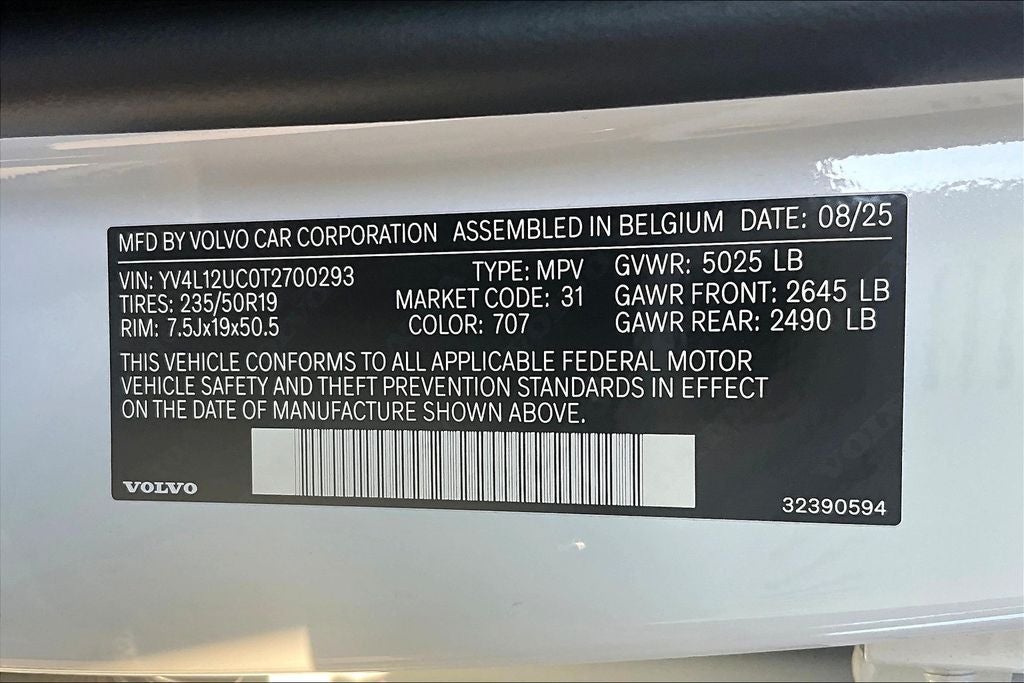 MFD BY VOLVO CAR CORPORATION ASSEMBLED IN BELGIUM DATE: 08/25
VIN: YV4L12UC0T2700293 TYPE: MPV GVWR: 5025 LB
TIRES: 235/50R19 MARKET CODE: 31 GAWR FRONT: 2645 LB
RIM: 7.5Jx19x50.5 COLOR: 707 GAWR REAR: 2490 LB
THIS VEHICLE CONFORMS TO ALL APPLICABLE FEDERAL MOTOR
VEHICLE SAFETY AND THEFT PREVENTION STANDARDS IN EFFECT
ON THE DATE OF MANUFACTURE SHOWN ABOVE.
VOLVO
32390594